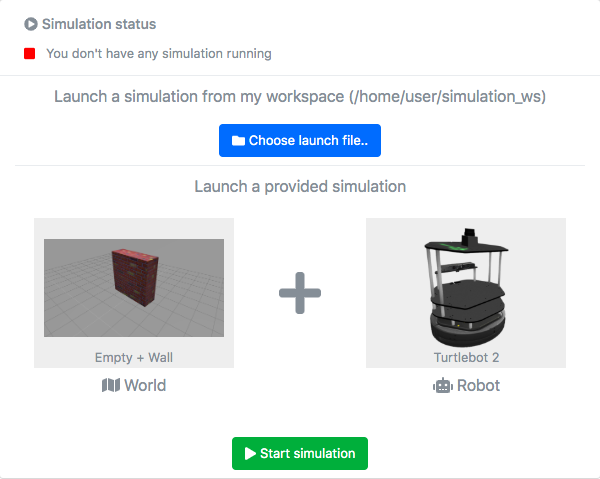 Simulation status
You don't have any simulation running
Launch a simulation from my workspace (/home/user/simulation_ws)
Choose launch file..
Launch a provided simulation
Empty + Wall
Turtlebot 2
World
Robot
Start simulation